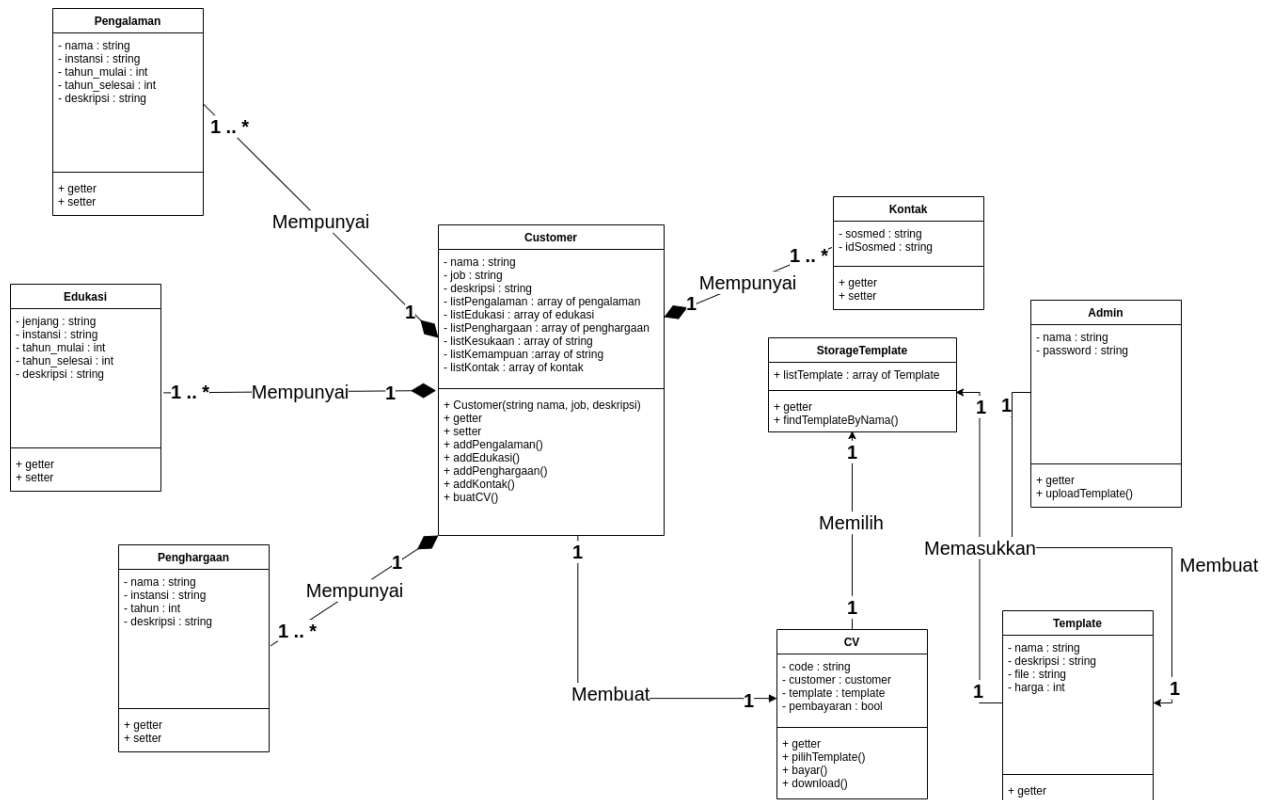 Pengalaman
- nama : string
- instansi : string
- tahun_mulai : int
- tahun_selesai : int
- deskripsi : string
+ getter
+ setter
1 .. *
Mempunyai
1
Edukasi
- jenjang : string
- instansi : string
- tahun_mulai : int
- tahun_selesai : int
- deskripsi : string
+ getter
+ setter
1 .. *
Mempunyai
1
Penghargaan
- nama : string
- instansi : string
- tahun : int
- deskripsi : string
+ getter
+ setter
1 .. *
Mempunyai
1
Customer
- nama : string
- job : string
- deskripsi : string
- listPengalaman : array of pengalaman
- listEdukasi : array of edukasi
- listPenghargaan : array of penghargaan
- listKesukaan : array of string
- listKemampuan :array of string
- listKontak : array of kontak
+ Customer(string nama, job, deskripsi)
+ getter
+ setter
+ addPengalaman()
+ addEdukasi()
+ addPenghargaan()
+ addKontak()
+ buatCV()
1
Mempunyai
1 .. *
Kontak
- sosmed : string
- idSosmed : string
+ getter
+ setter
1
Membuat
1
StorageTemplate
+ listTemplate : array of Template
+ getter
+ findTemplateByNama()
1
Memilih
1
CV
- code : string
- customer : customer
- template : template
- pembayaran : bool
+ getter
+ pilihTemplate()
+ bayar()
+ download()
Admin
- nama : string
- password : string
+ getter
+ uploadTemplate()
1
1
Memasukkan
Membuat
1
1
Template
- nama : string
- deskripsi : string
- file : string
- harga : int
+ getter